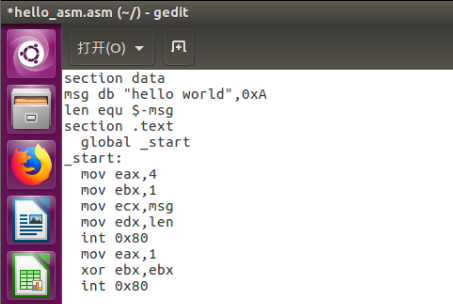 *hello_asm.asm (~/) - gedit
打开(O)
section data
msg db "hello world",0xA
len equ $-msg
section .text
  global _start
_start:
  mov eax,4
  mov ebx,1
  mov ecx,msg
  mov edx,len
  int 0x80
  mov eax,1
  xor ebx,ebx
  int 0x80